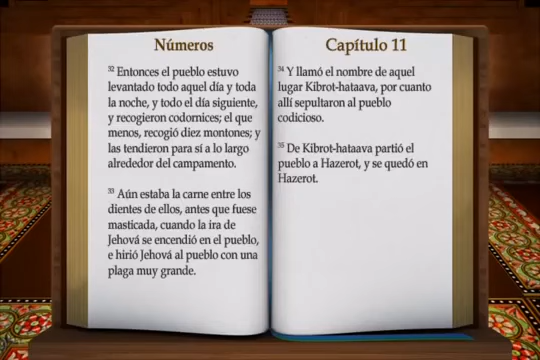 Números
32 Entonces el pueblo estuvo
levantado todo aquel día y toda
la noche, y todo el día siguiente,
y recogieron codornices; el que
menos, recogió diez montones; y
las tendieron para sí a lo largo
alrededor del campamento.
33 Aún estaba la carne entre los
dientes de ellos, antes que fuese
masticada, cuando la ira de
Jehová se encendió en el pueblo,
e hirió Jehová al pueblo con una
plaga muy grande.
Capítulo 11
34 Y llamó el nombre de aquel
lugar Kibrot-hataava, por cuanto
allí sepultaron al pueblo
codicioso.
35 De Kibrot-hataava partió el
pueblo a Hazerot, y se quedó en
Hazerot.